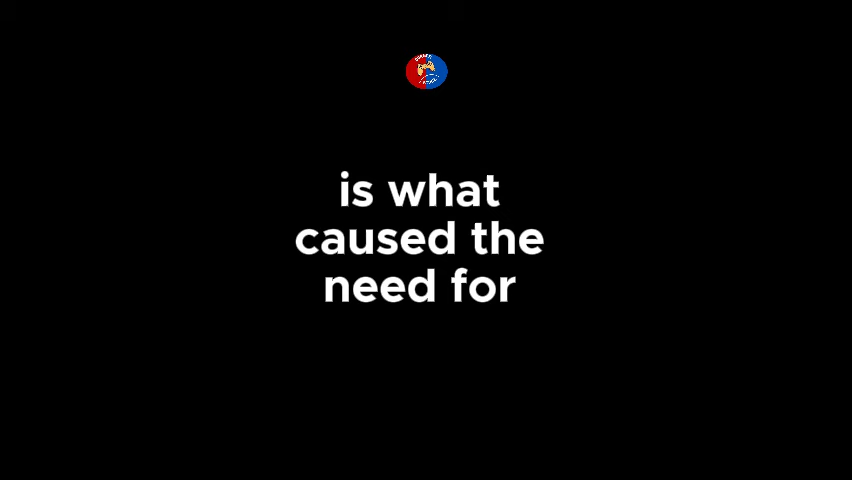 is what
caused the
need for